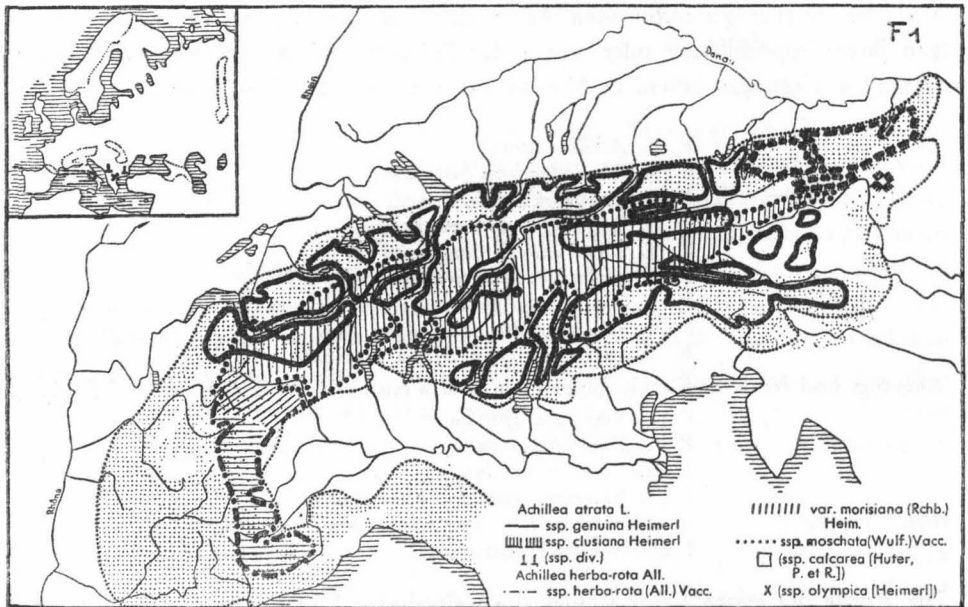 F1
Donau
Rhein
Rhône
Achillea atrata L.
ssp. genuina Heimerl
ssp. clusiana Heimerl
(ssp. div.)
Achillea herba-rota All.
ssp. herba-rota (All.) Vacc.
var. morisiana (Rchb.)
Heim.
ssp. moschata (Wulf.) Vacc.
(ssp. calcarea [Huter,
P. et R.])
X (ssp. olympica [Heimerl])